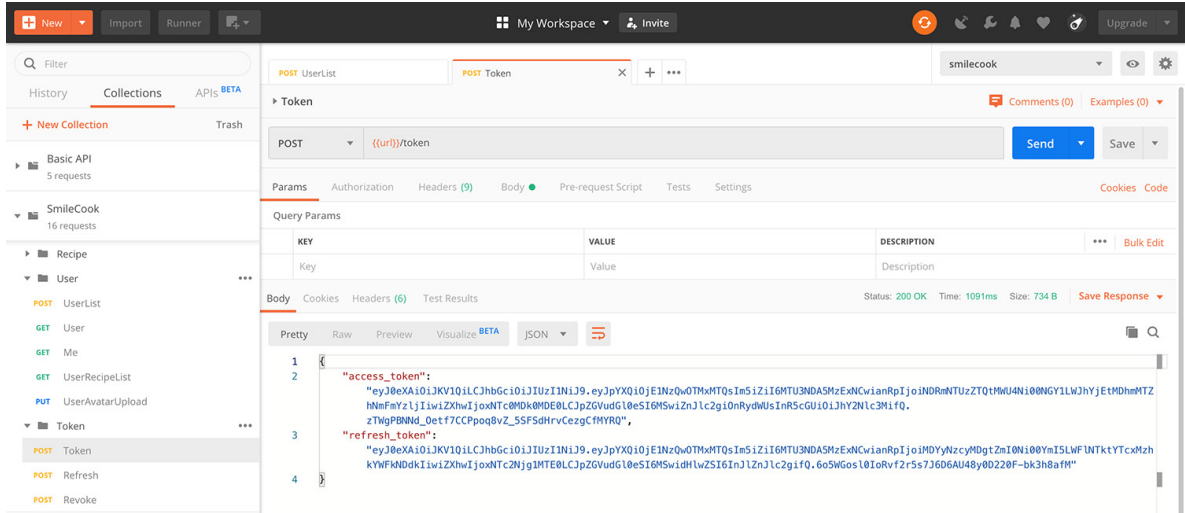 New Import Runner My Workspace Invite Upgrade
Filter
History Collections APIs BETA
+ New Collection Trash
Basic API
5 requests
SmileCook
16 requests
Recipe
User
POST UserList
GET User
GET Me
GET UserRecipeList
PUT UserAvatarUpload
Token
POST Token
POST Refresh
POST Revoke
POST UserList POST Token smilecook
Token Comments (0) Examples (0)
POST {{url}}/token Send Save
Params Authorization Headers (9) Body Pre-request Script Tests Settings Cookies Code
Query Params
KEY VALUE DESCRIPTION Bulk Edit
Key Value Description
Body Cookies Headers (6) Test Results Status: 200 OK Time: 1091ms Size: 734 B Save Response
Pretty Raw Preview Visualize BETA JSON
1 {
2 "access_token":
"eyJ0eXAiOiJKV1QiLCJhbGciOiJIUzI1NiJ9.eyJpYXQiOjE1NzQwOTMxMTQsIm5iZiI6MTU3NDA5MzExNCwianRpIjoiNDRmNTUzZTQtMWU4Ni00NGY1LWJhYjEtMDhmMTZ
hNmFmYzljIiwiZXhwIjoxNTc0MDk0MDE0LCJpZGVudGl0eSI6MSwiZnJlc2giOnRydWUsInR5cGUiOiJhY2Nlc3MifQ.
zTWgPBNNd_Oetf7CCPpoq8vZ_5SFSdHrvCezgCfMYRQ",
3 "refresh_token":
"eyJ0eXAiOiJKV1QiLCJhbGciOiJIUzI1NiJ9.eyJpYXQiOjE1NzQwOTMxMTQsIm5iZiI6MTU3NDA5MzExNCwianRpIjoiMDYyNzcyMDgtZmI0Ni00YmI5LWFlNTktYTcxMzhk
kYWFkNDdkIiwiZXhwIjoxNTc2Njg1MTE0LCJpZGVudGl0eSI6MSwidHlwZSI6InJlZnJlc2gifQ.6o5WGosl0IoRvf2r5s7J6D6AU48y0D220F-bk3h8afM"
4 }